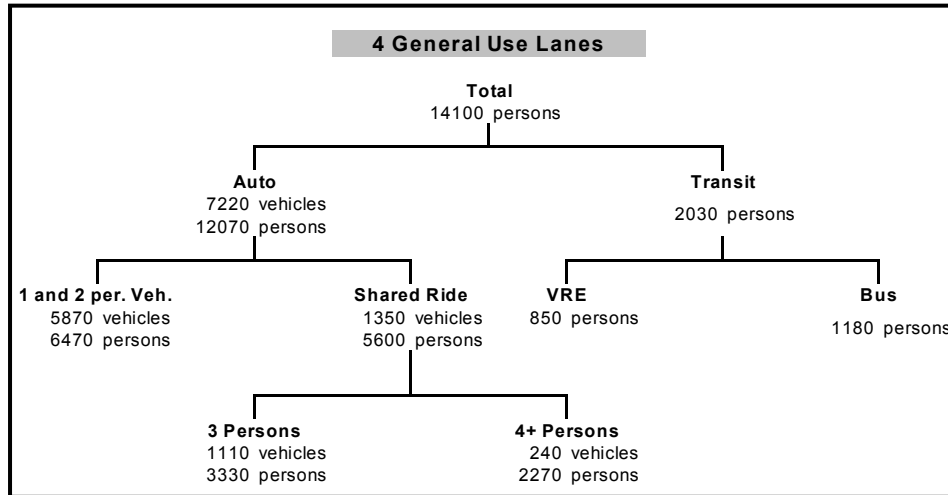 4 General Use Lanes
Total
14100 persons
Auto
7220 vehicles
12070 persons
Transit
2030 persons
1 and 2 per. Veh.
5870 vehicles
6470 persons
Shared Ride
1350 vehicles
5600 persons
VRE
850 persons
Bus
1180 persons
3 Persons
1110 vehicles
3330 persons
4+ Persons
240 vehicles
2270 persons